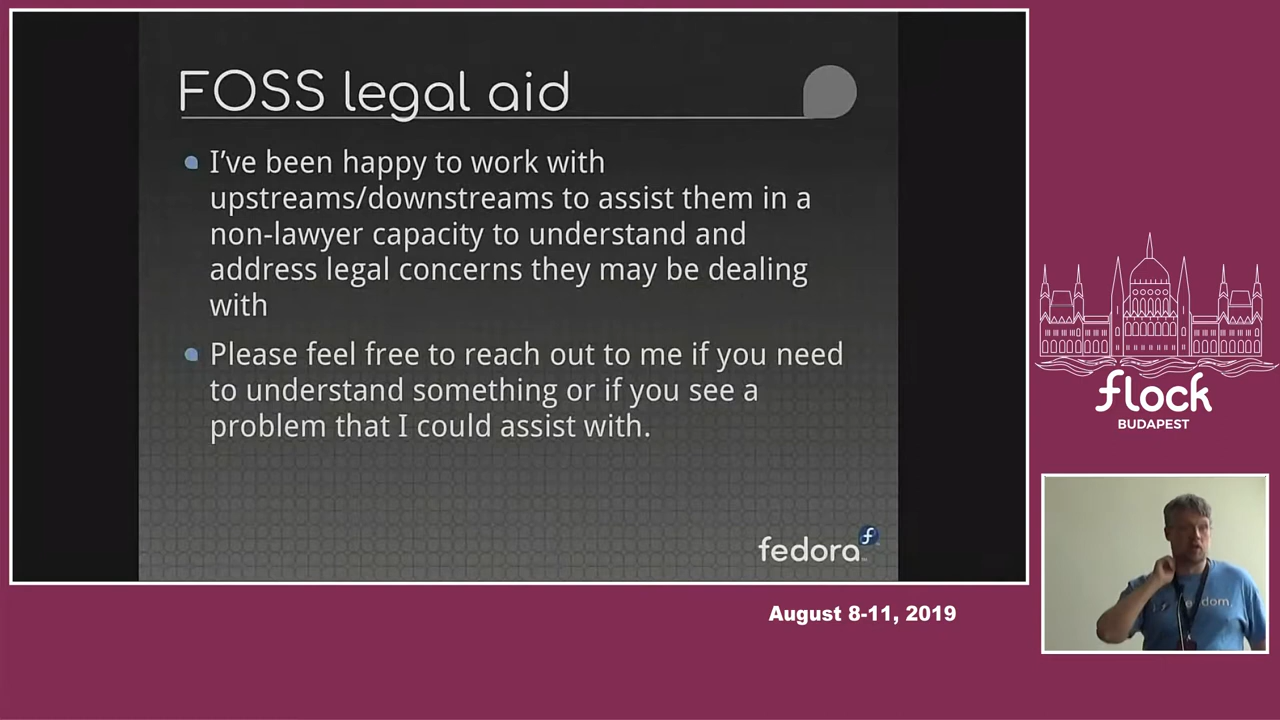 FOSS legal aid
I’ve been happy to work with
upstreams/downstreams to assist them in a
non-lawyer capacity to understand and
address legal concerns they may be dealing
with
Please feel free to reach out to me if you need
to understand something or if you see a
problem that I could assist with.
fedora
flock
BUDAPEST
August 8-11, 2019